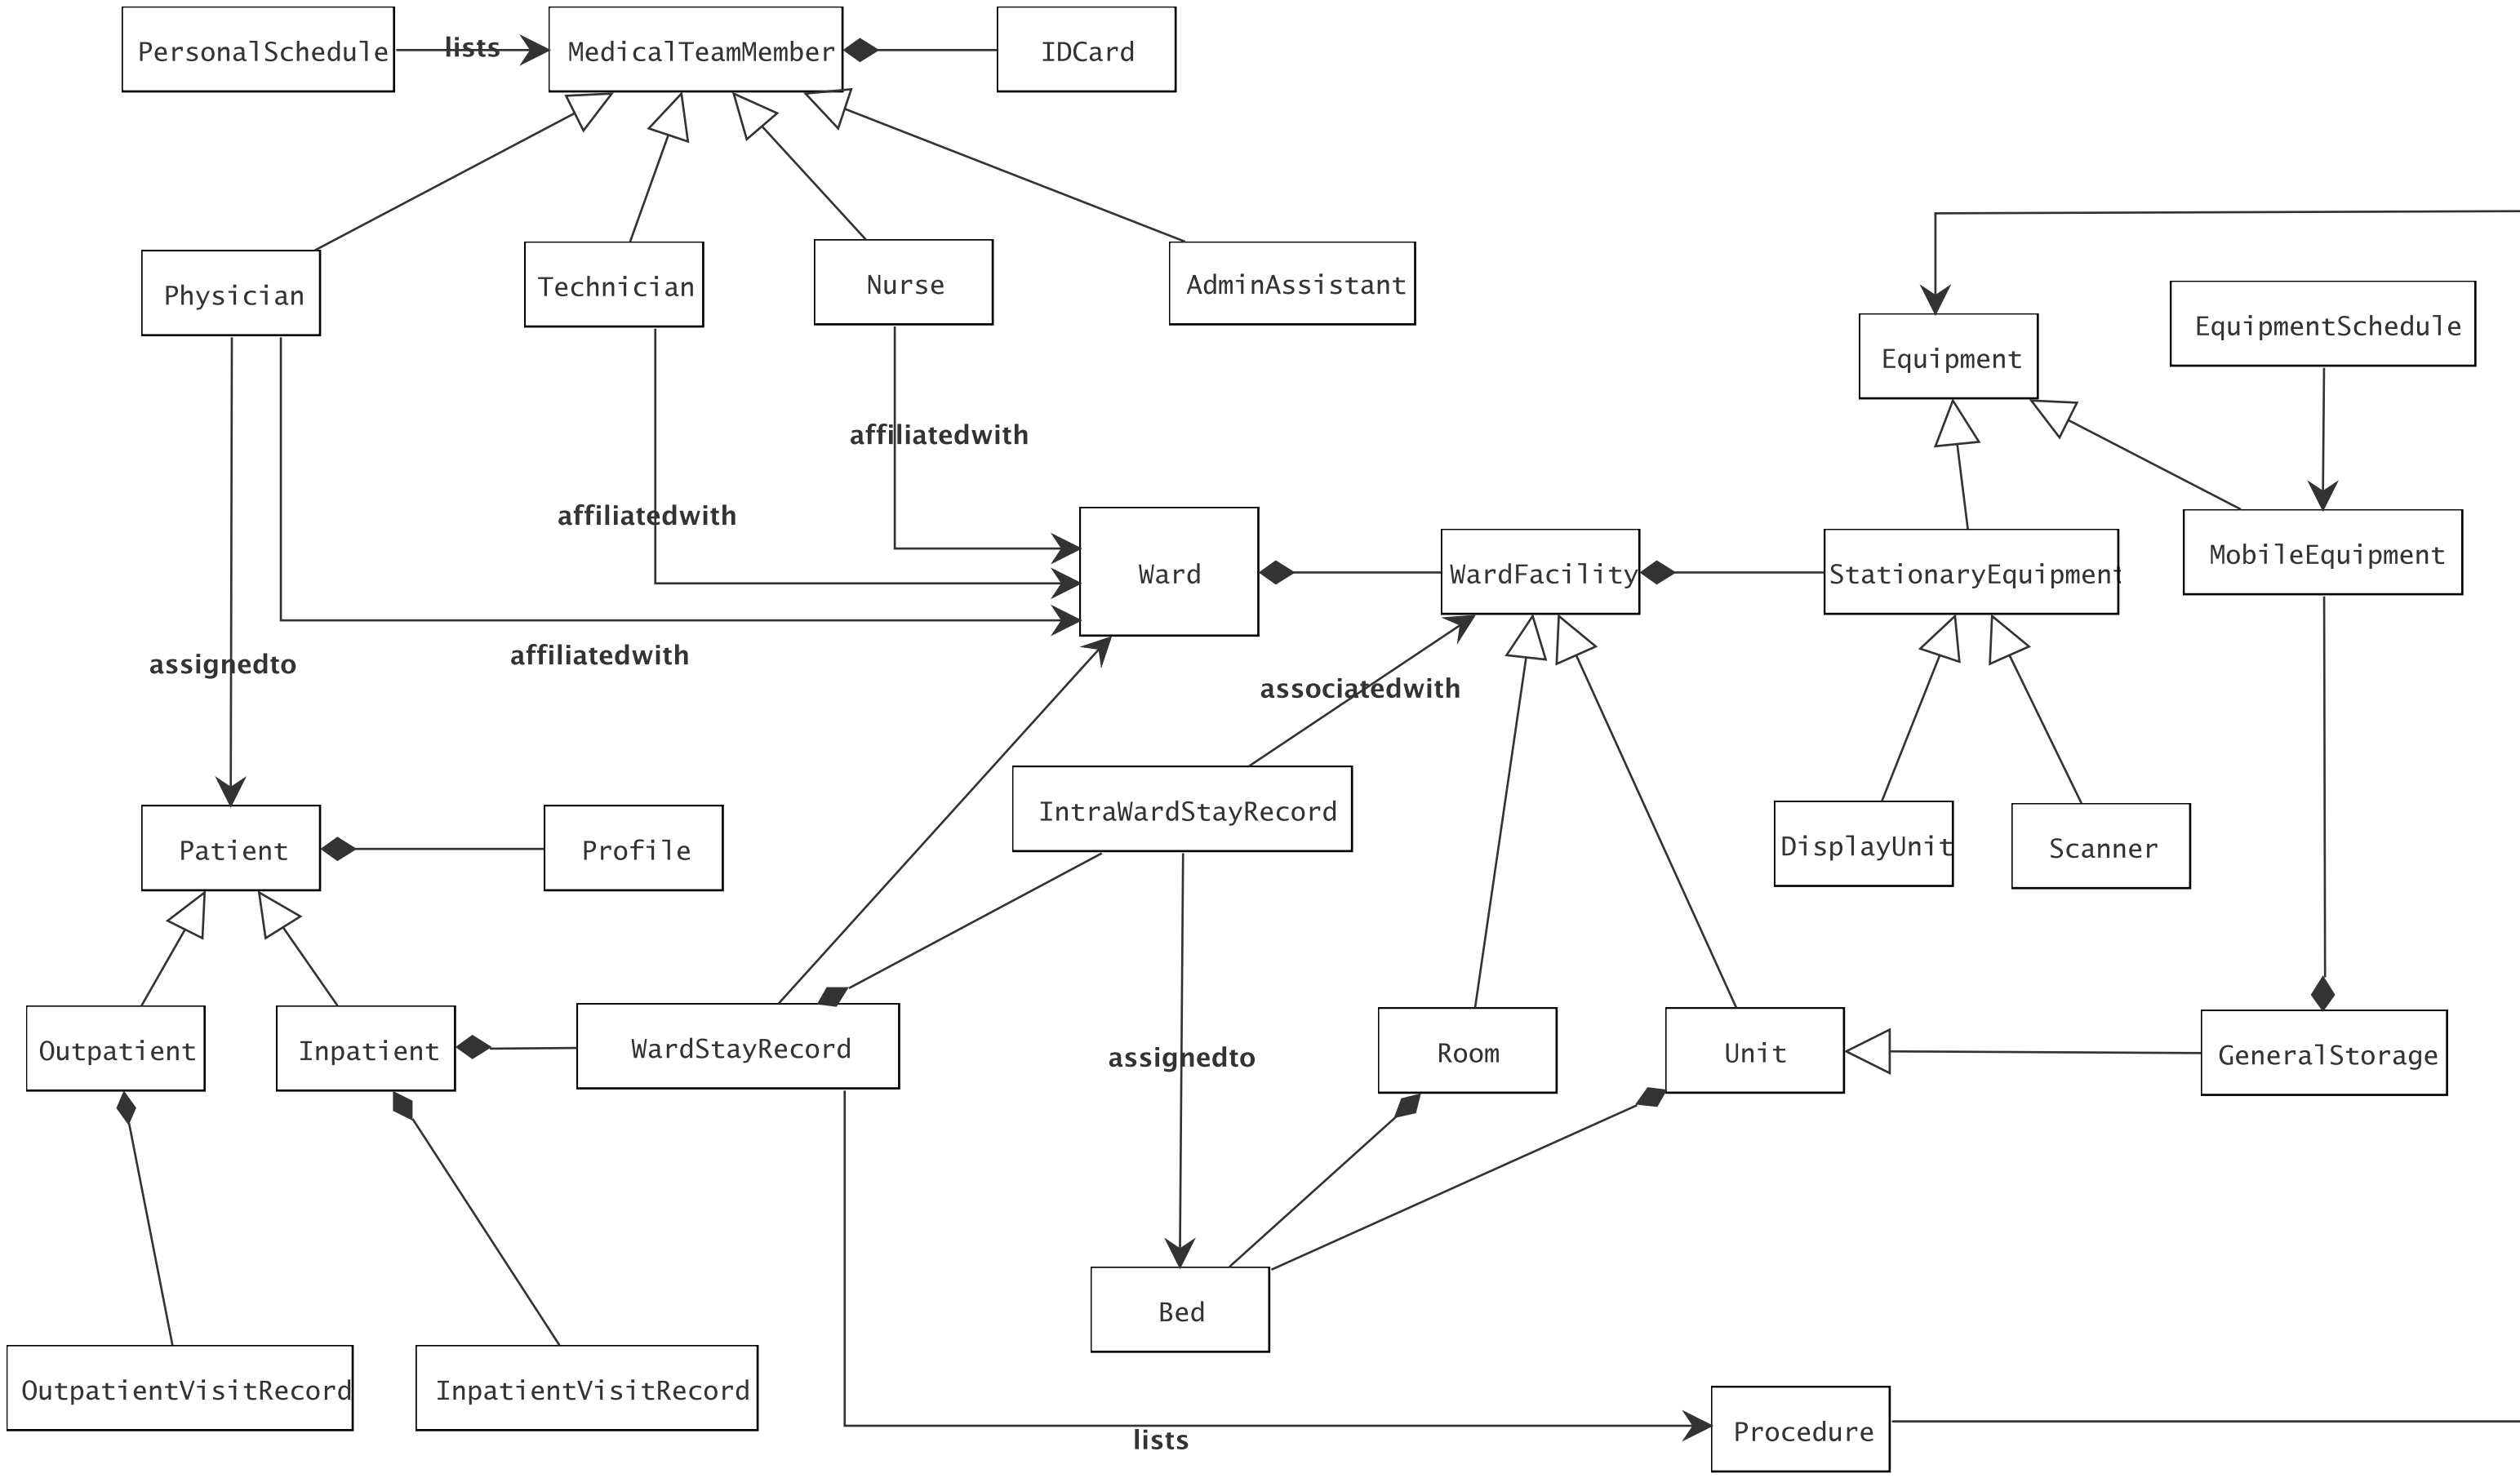 PersonalSchedule
lists
MedicalTeamMember
IDCard
Physician
Technician
Nurse
AdminAssistant
Equipment
EquipmentSchedule
affiliatedwith
affiliatedwith
affiliatedwith
assignedto
Ward
WardFacility
StationaryEquipment
MobileEquipment
associatedwith
IntraWardStayRecord
Patient
Profile
DisplayUnit
Scanner
Outpatient
Inpatient
WardStayRecord
assignedto
Room
Unit
GeneralStorage
Bed
OutpatientVisitRecord
InpatientVisitRecord
lists
Procedure